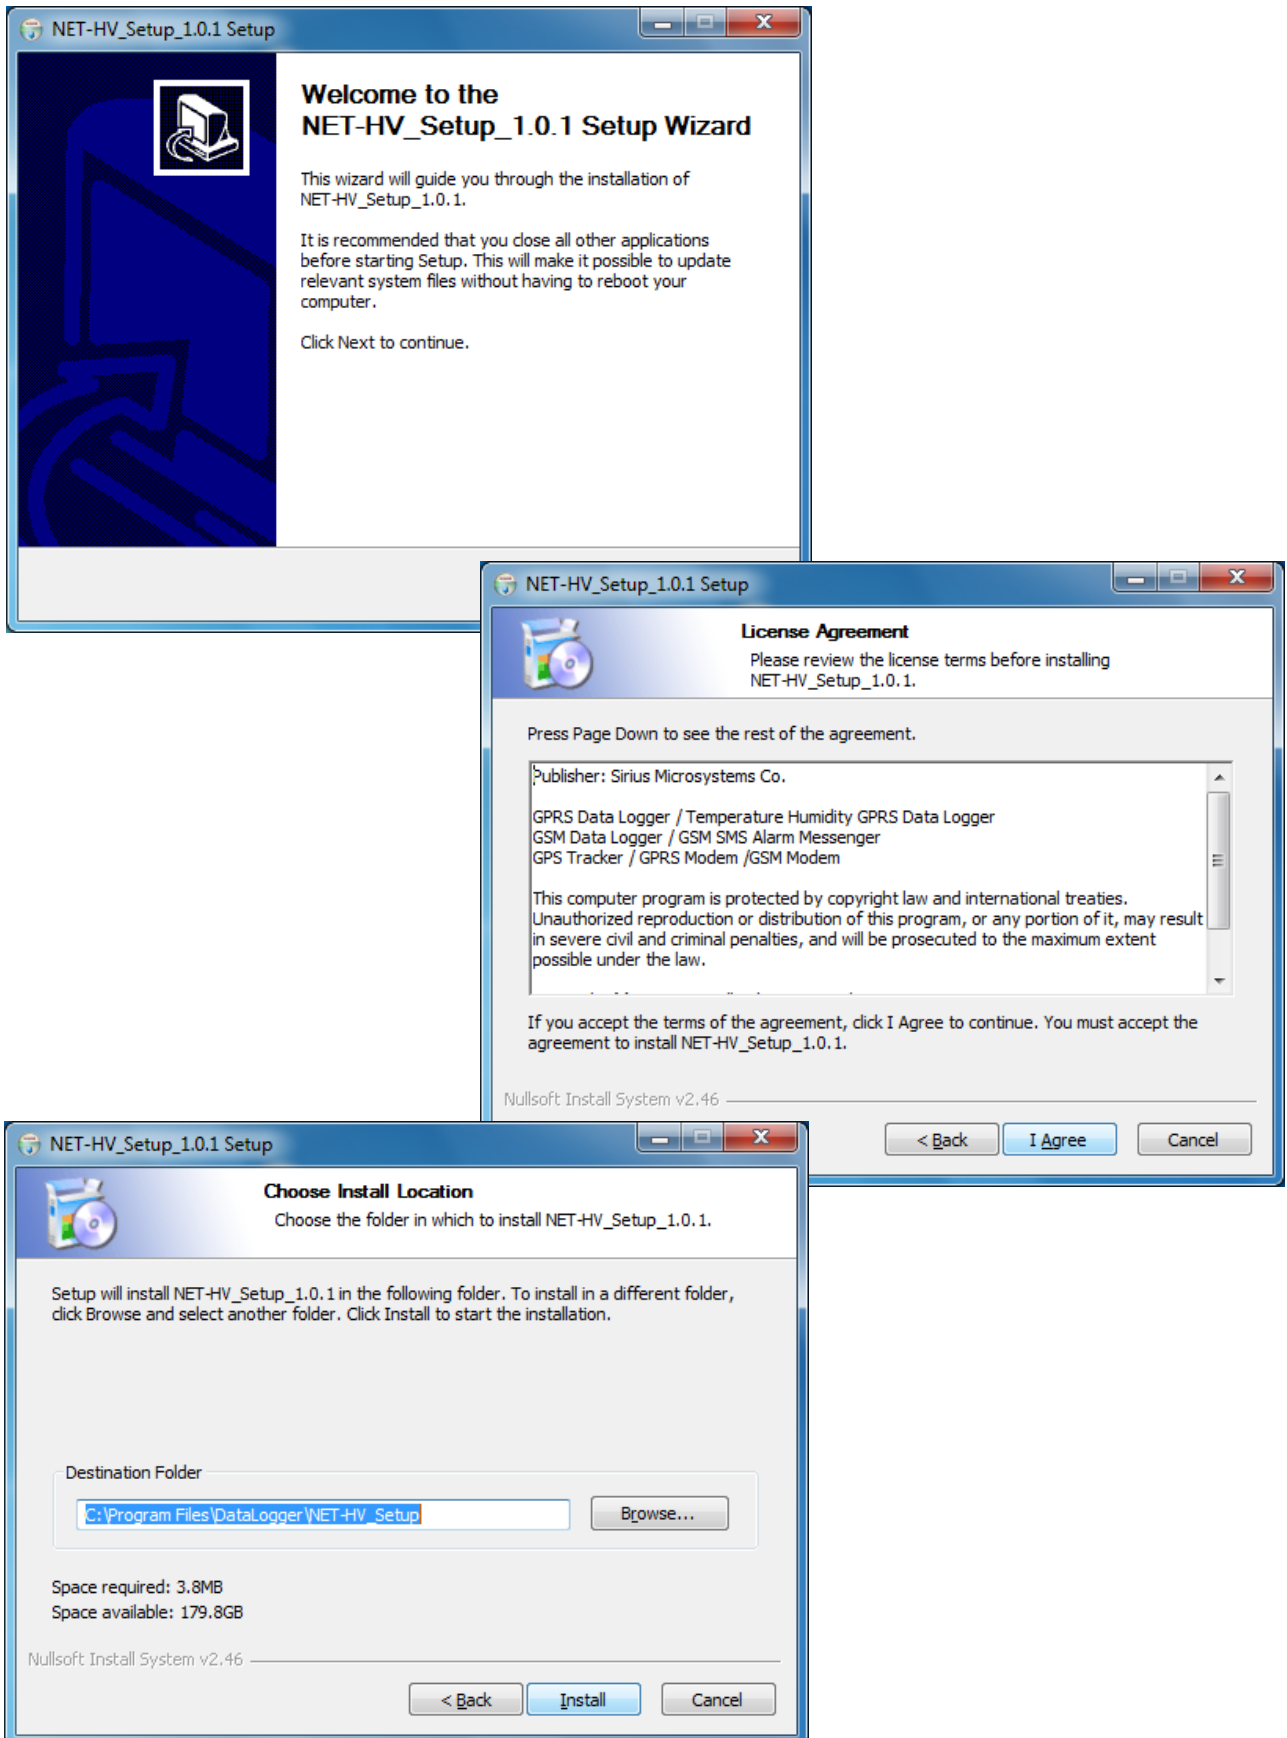 NET-HV_Setup_1.0.1 Setup
Welcome to the
NET-HV_Setup_1.0.1 Setup Wizard
This wizard will guide you through the installation of
NET-HV_Setup_1.0.1.
It is recommended that you close all other applications
before starting Setup. This will make it possible to update
relevant system files without having to reboot your
computer.
Click Next to continue.
NET-HV_Setup_1.0.1 Setup
License Agreement
Please review the license terms before installing
NET-HV_Setup_1.0.1.
Press Page Down to see the rest of the agreement.
Publisher: Sirius Microsystems Co.
GPRS Data Logger / Temperature Humidity GPRS Data Logger
GSM Data Logger / GSM SMS Alarm Messenger
GPS Tracker / GPRS Modem /GSM Modem
This computer program is protected by copyright law and international treaties.
Unauthorized reproduction or distribution of this program, or any portion of it, may result
in severe civil and criminal penalties, and will be prosecuted to the maximum extent
possible under the law.
If you accept the terms of the agreement, click I Agree to continue. You must accept the
agreement to install NET-HV_Setup_1.0.1.
Nullsoft Install System v2.46
< Back I Agree Cancel
NET-HV_Setup_1.0.1 Setup
Choose Install Location
Choose the folder in which to install NET-HV_Setup_1.0.1.
Setup will install NET-HV_Setup_1.0.1 in the following folder. To install in a different folder,
click Browse and select another folder. Click Install to start the installation.
Destination Folder
C:\Program Files\DataLogger\NET-HV_Setup Browse...
Space required: 3.8MB
Space available: 179.8GB
Nullsoft Install System v2.46
< Back Install Cancel